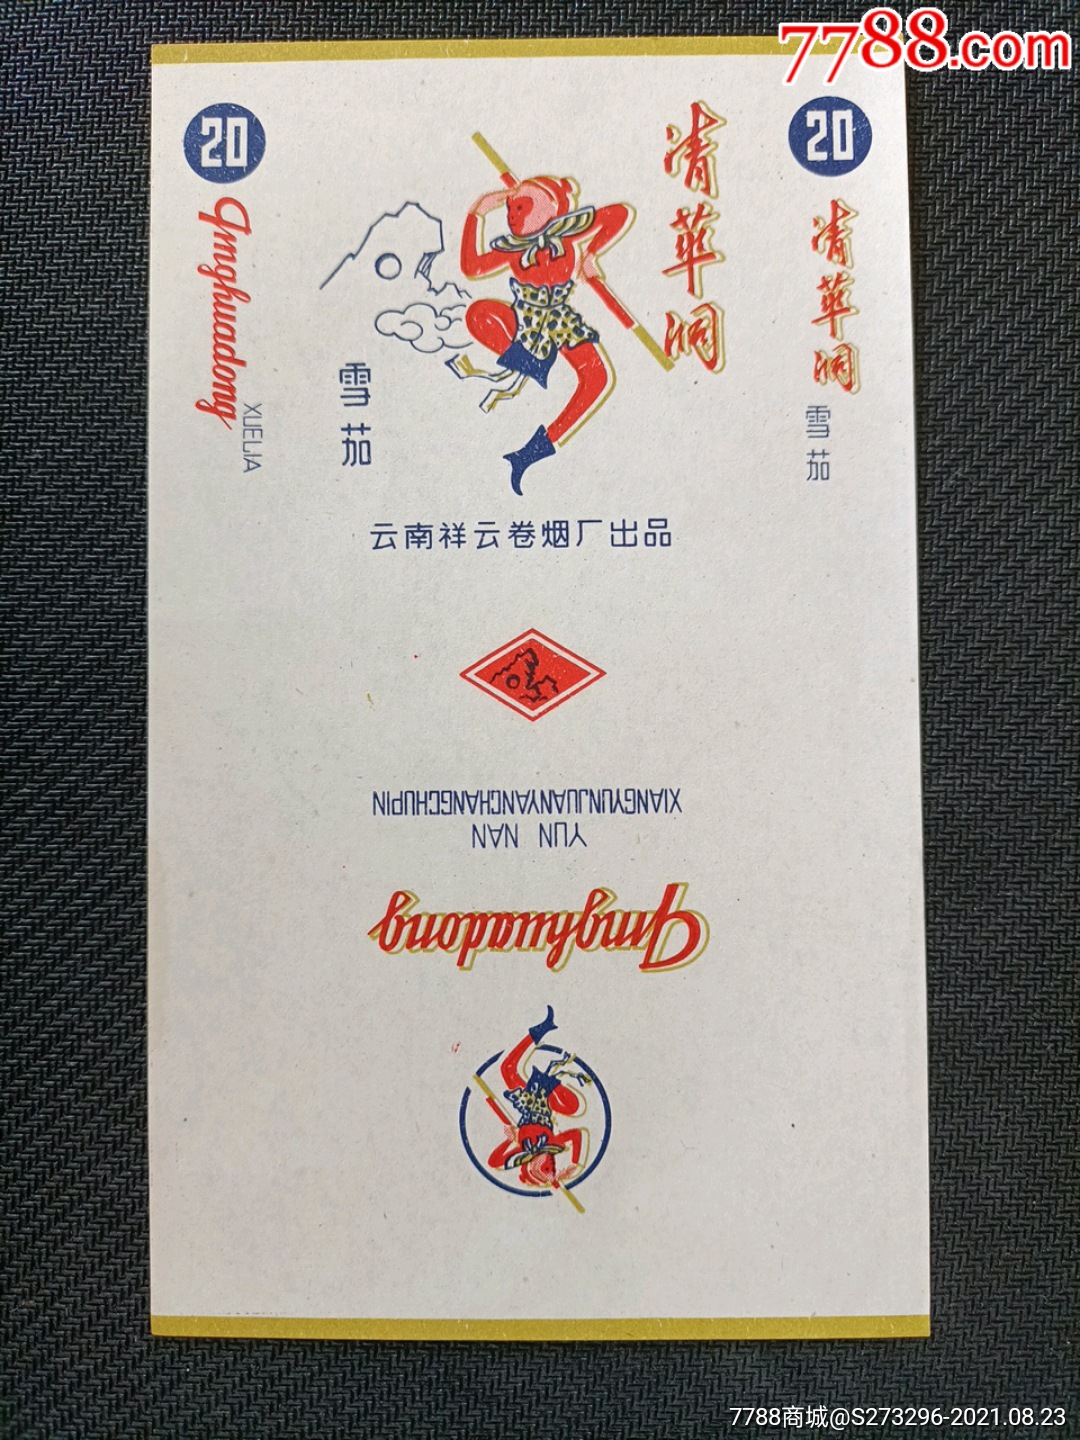 7788.com
20
Qinghuadong
XUEJIA
清華洞
雪茄
20
清華洞
雪茄
云南祥云卷烟厂出品
YUN NAN
XIANGYUNJUANYANCHANGCHUPIN
Qinghuadong
7788商城@S273296-2021.08.23